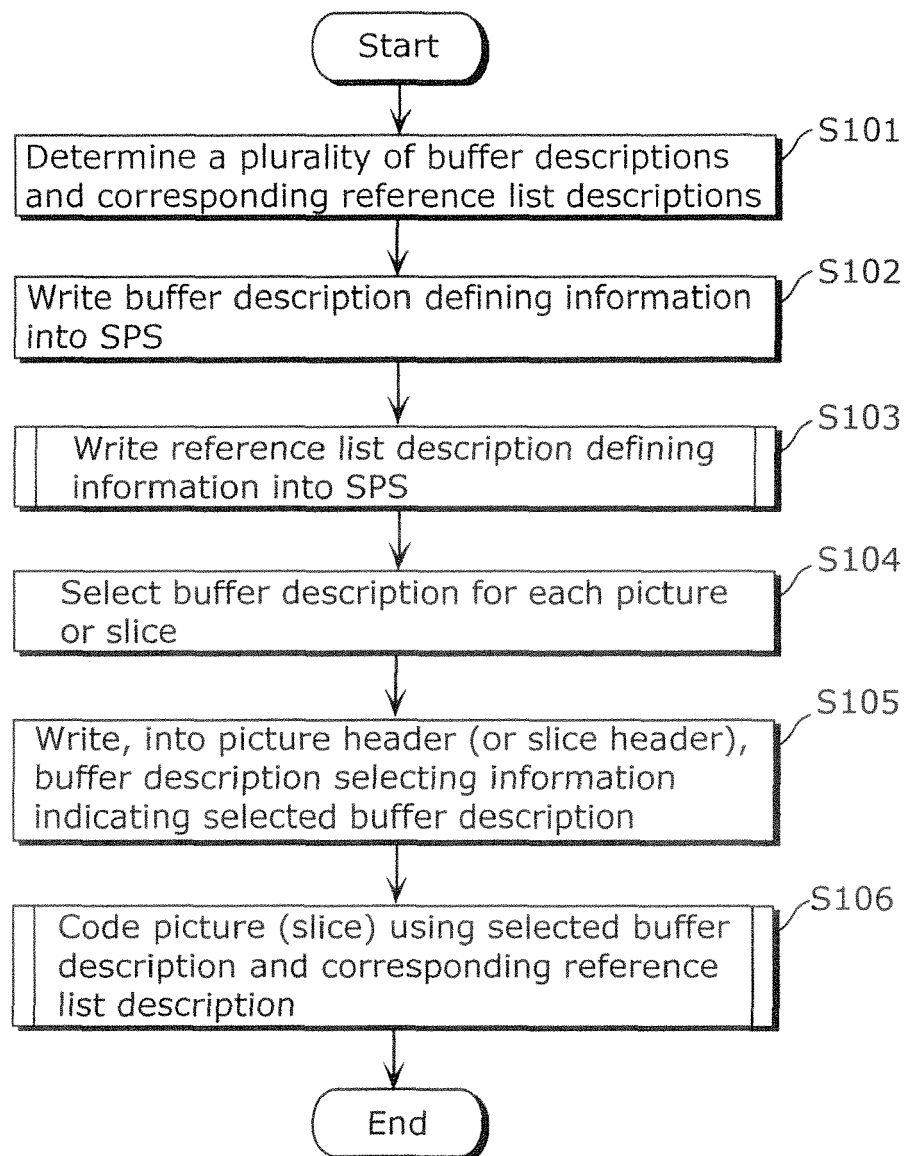 Start
S101
Determine a plurality of buffer descriptions
and corresponding reference list descriptions
S102
Write buffer description defining information
into SPS
S103
Write reference list description defining
information into SPS
S104
Select buffer description for each picture
or slice
S105
Write, into picture header (or slice header),
buffer description selecting information
indicating selected buffer description
S106
Code picture (slice) using selected buffer
description and corresponding reference
list description
End